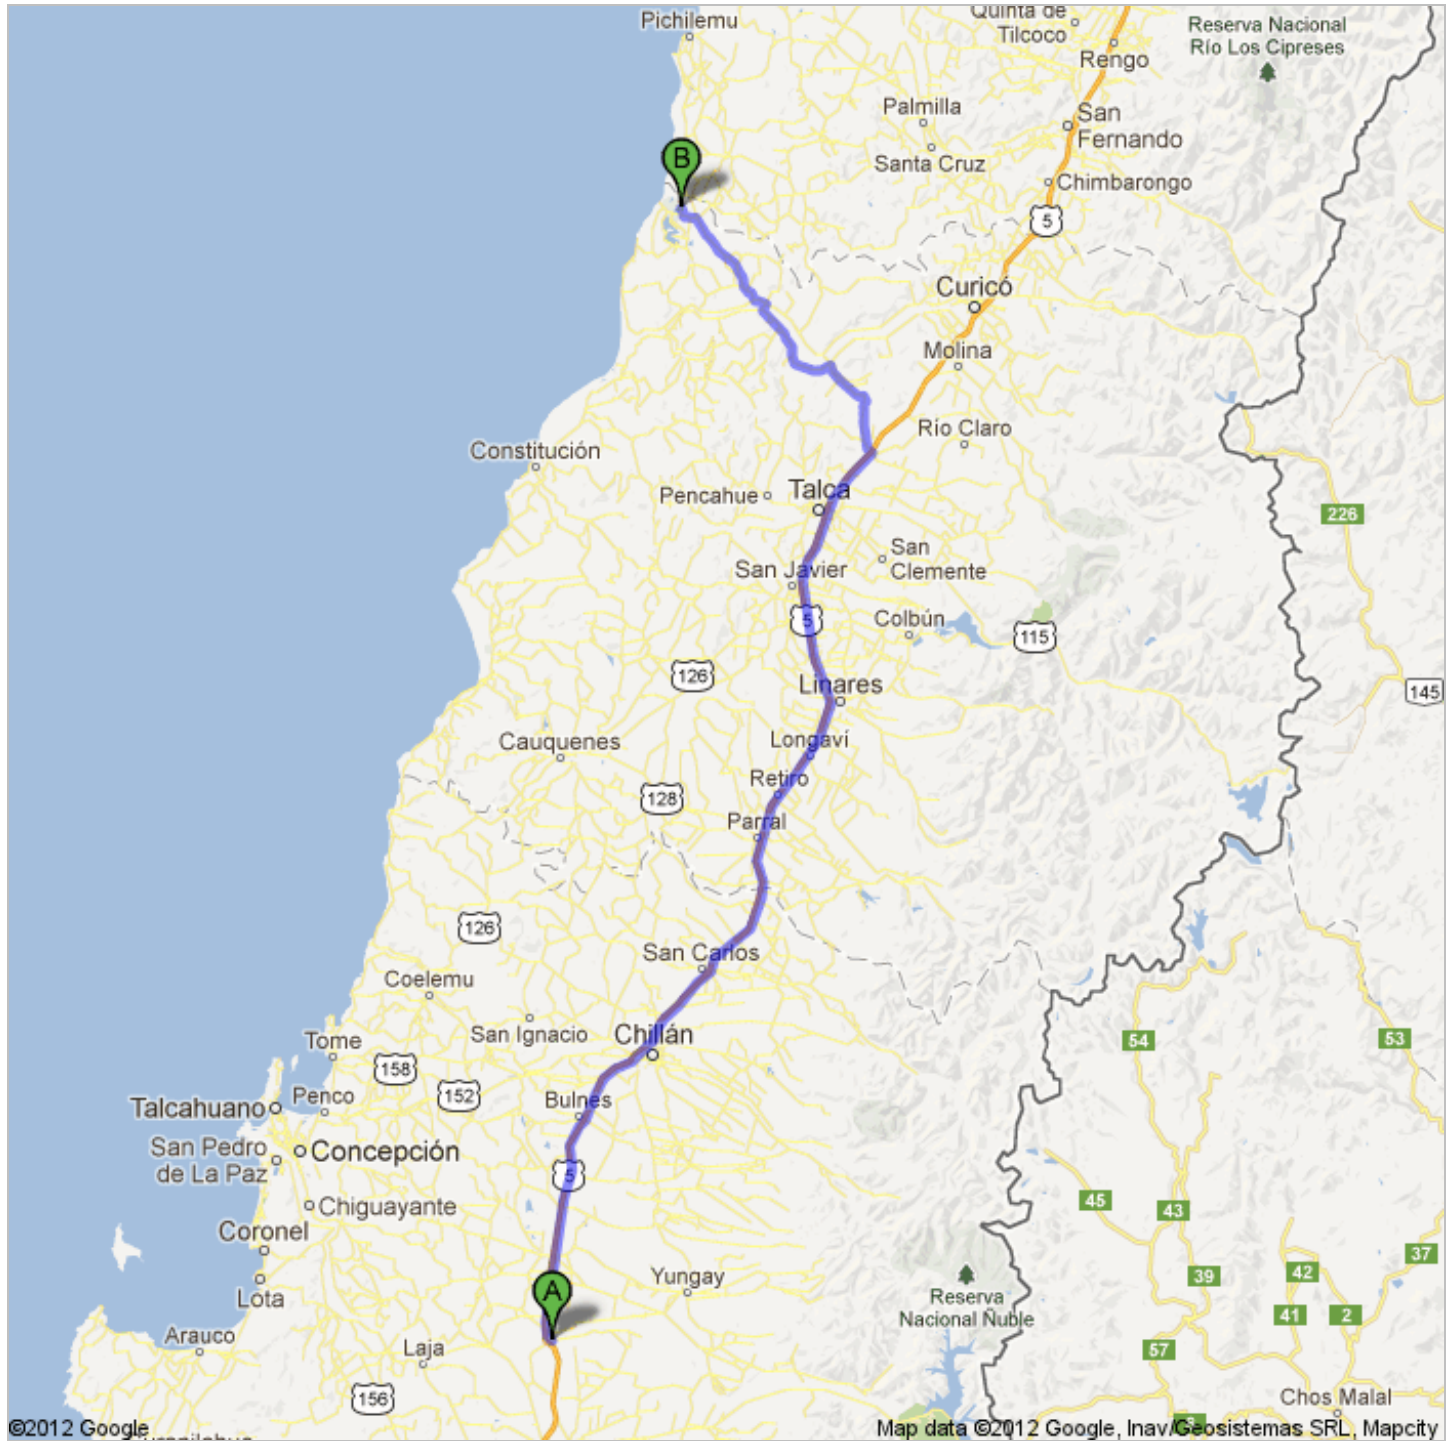 Pichilemu
Quinta de
Tilcoco
Reserva Nacional
Río Los Cipreses
Rengo
Palmilla
San
Fernando
B
Santa Cruz
Chimbarongo
5
Curicó
Molina
Río Claro
Constitución
Pencahue
Talca
226
San
Clemente
San Javier
5
Colbún
115
126
Linares
145
Cauquenes
Longaví
Retiro
128
Parral
126
San Carlos
Coelemu
San Ignacio
Chillán
Tome
54
53
158
152
Penco
Bulnes
Talcahuano
San Pedro
de La Paz
Concepción
5
45
43
Chiguayante
Coronel
37
Yungay
39
42
A
Lota
Reserva
Nacional Ñuble
41
2
Arauco
Laja
57
156
Chos Malal
©2012 Google
Map data ©2012 Google, Inav/Geosistemas SRL, Mapcity